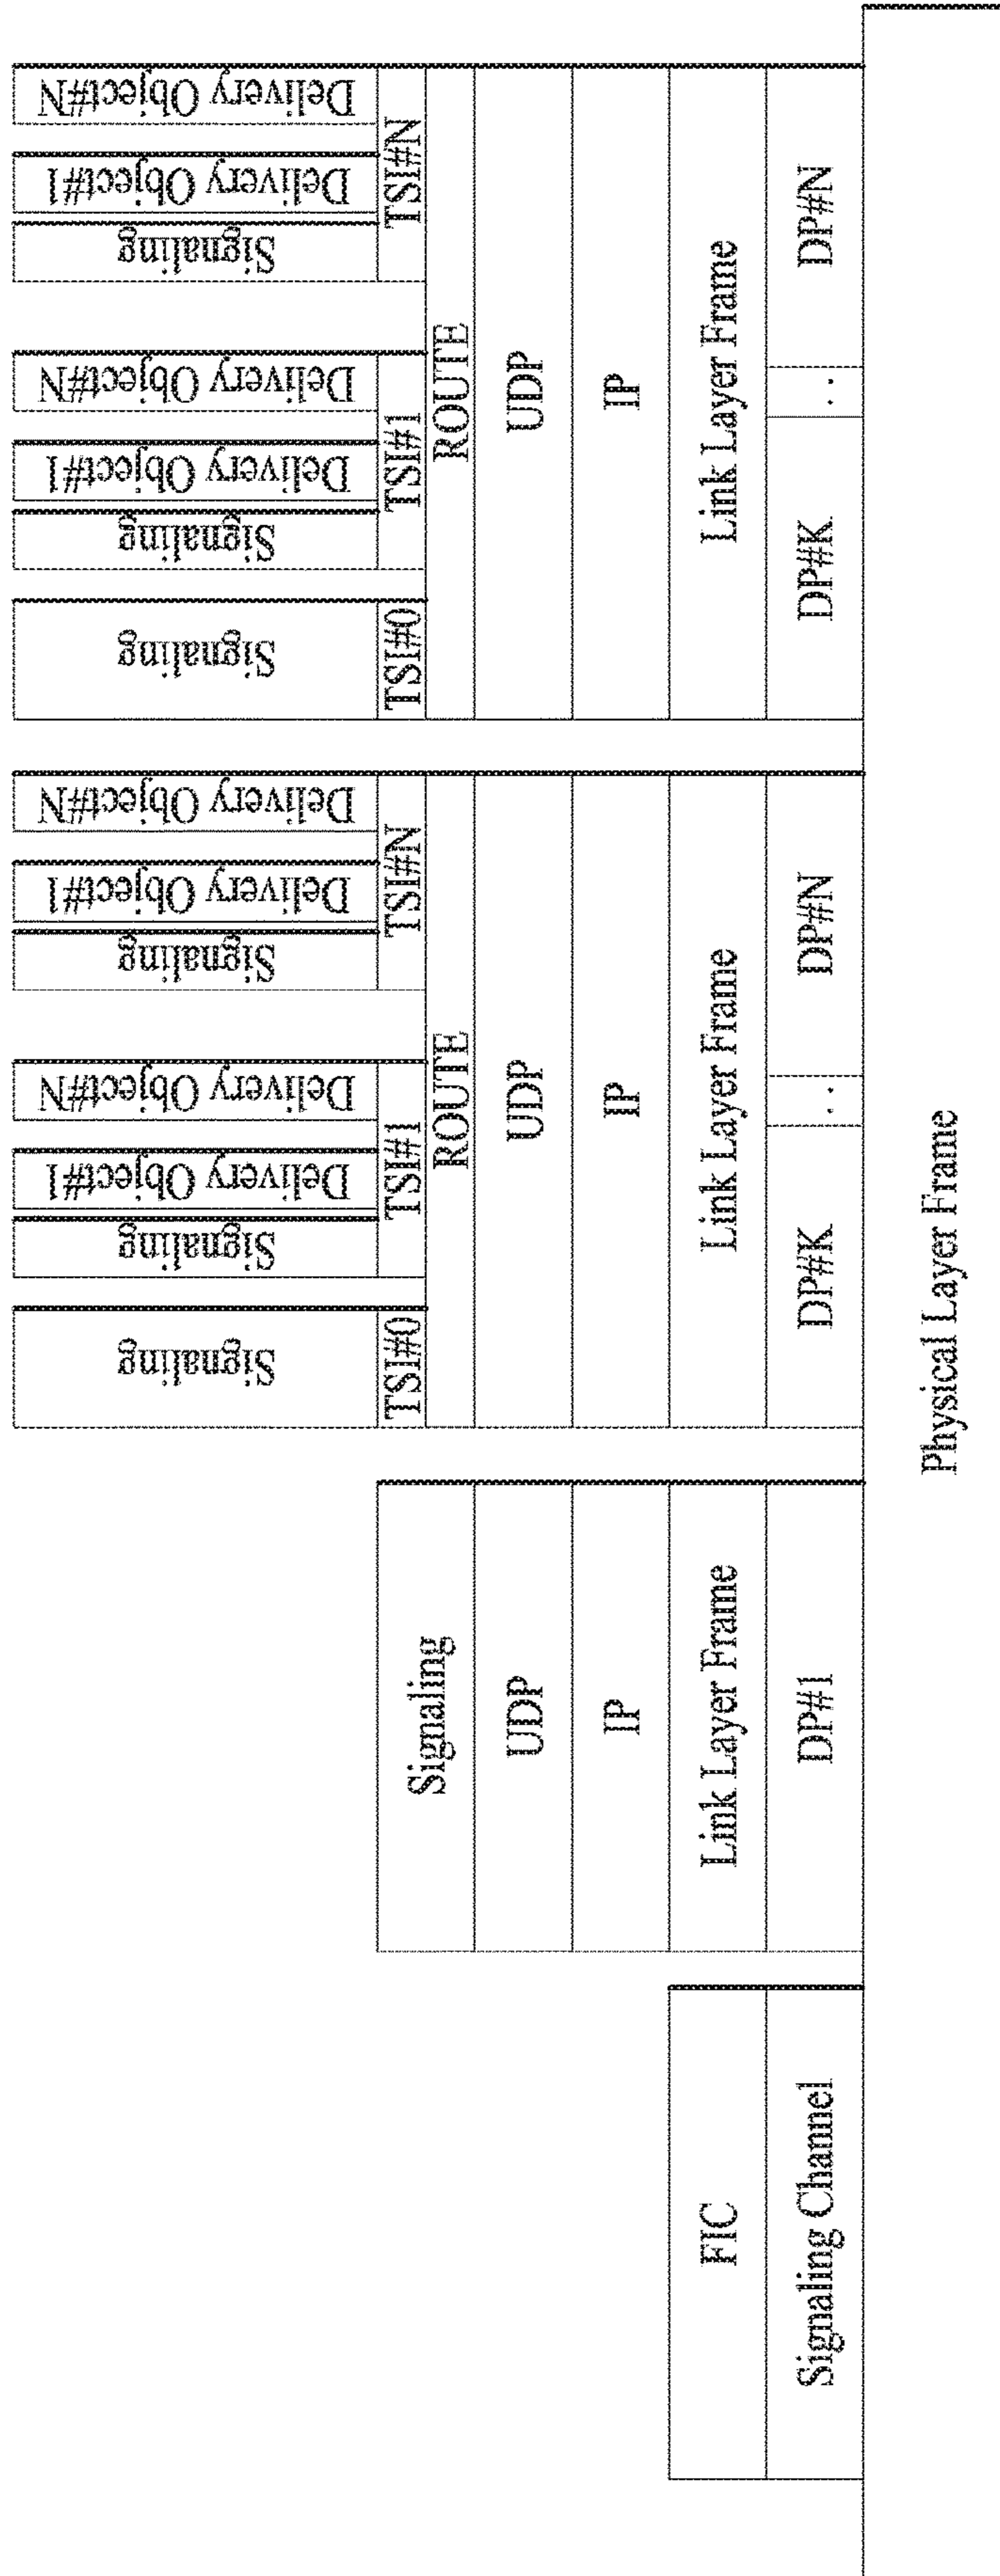 FIC
Signaling Channel
Signaling
UDP
IP
Link Layer Frame
DP#1
Signaling
TSI#0
Signaling
Delivery Object#1
Delivery Object#N
TSI#1
Signaling
Delivery Object#1
Delivery Object#N
TSI#N
ROUTE
UDP
IP
Link Layer Frame
DP#K
. .
DP#N
Signaling
TSI#0
Signaling
Delivery Object#1
Delivery Object#N
TSI#1
Signaling
Delivery Object#1
Delivery Object#N
TSI#N
ROUTE
UDP
IP
Link Layer Frame
DP#K
. .
DP#N
Physical Layer Frame